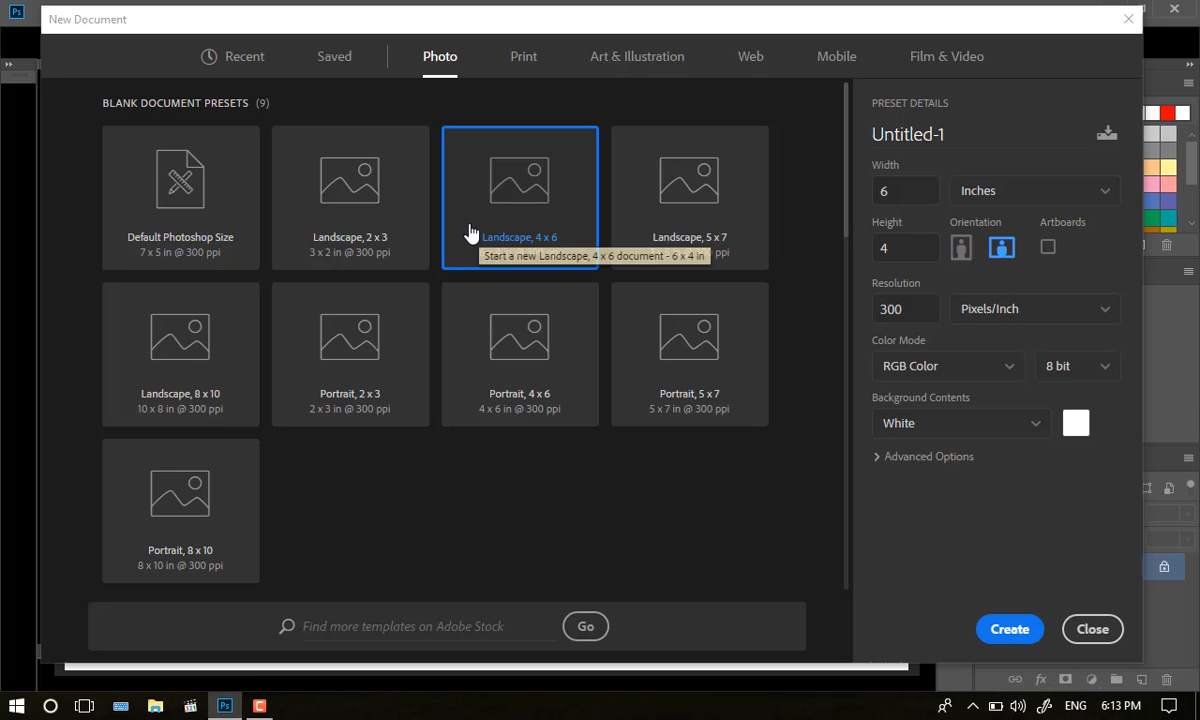 Ps
New Document
Recent
Saved
Photo
Print
Art & Illustration
Web
Mobile
Film & Video
BLANK DOCUMENT PRESETS (9)
Default Photoshop Size
7 x 5 in @ 300 ppi
Landscape, 2 x 3
3 x 2 in @ 300 ppi
Landscape, 4 x 6
Landscape, 5 x 7
ppi
Start a new Landscape, 4 x 6 document - 6 x 4 in
Landscape, 8 x 10
10 x 8 in @ 300 ppi
Portrait, 2 x 3
2 x 3 in @ 300 ppi
Portrait, 4 x 6
4 x 6 in @ 300 ppi
Portrait, 5 x 7
5 x 7 in @ 300 ppi
Portrait, 8 x 10
8 x 10 in @ 300 ppi
Find more templates on Adobe Stock
Go
PRESET DETAILS
Untitled-1
Width
6
Inches
Height
Orientation
Artboards
4
Resolution
300
Pixels/Inch
Color Mode
RGB Color
8 bit
Background Contents
White
Advanced Options
Create
Close
fx
Ps
C
ENG
6:13 PM